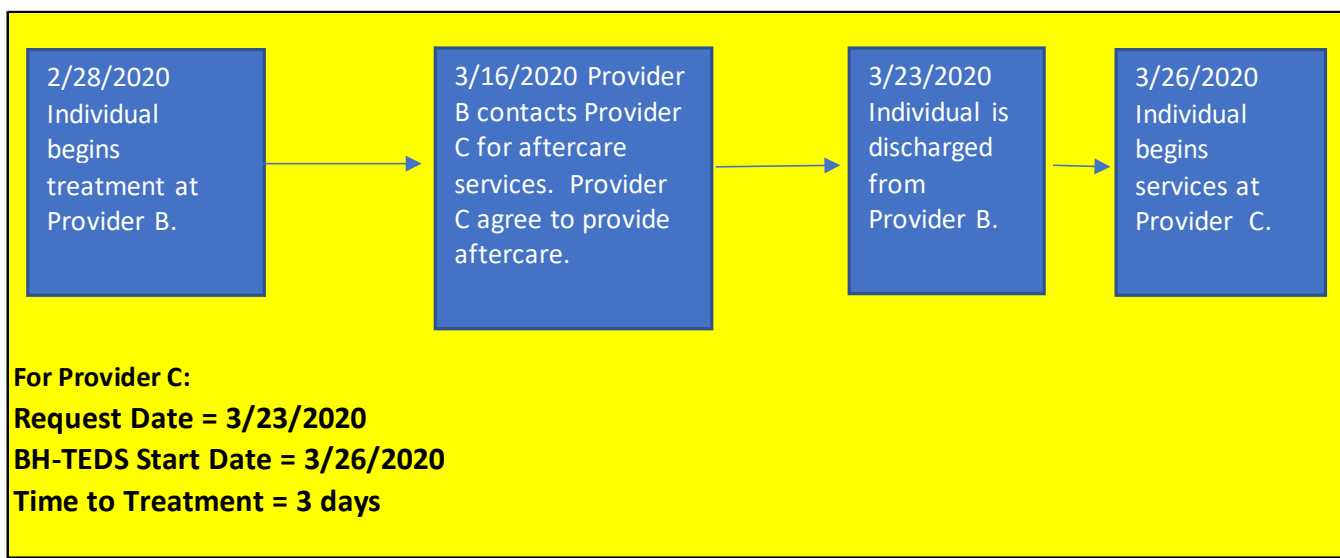 2/28/2020
Individual
begins
treatment at
Provider B.
3/16/2020 Provider
B contacts Provider
C for aftercare
services. Provider
C agree to provide
aftercare.
3/23/2020
Individual is
discharged
from
Provider B.
3/26/2020
Individual
begins
services at
Provider C.
For Provider C:
Request Date = 3/23/2020
BH-TEDS Start Date = 3/26/2020
Time to Treatment = 3 days